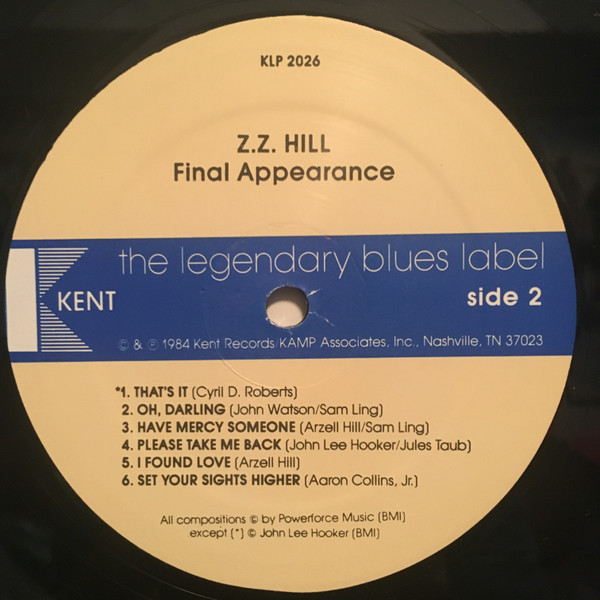 KLP 2026
Z.Z. HILL
Final Appearance
the legendary blues label
KENT
side 2
© & ℗ 1984 Kent Records/KAMP Associates, Inc., Nashville, TN 37023
*1. THAT'S IT (Cyril D. Roberts)
2. OH, DARLING (John Watson/Sam Ling)
3. HAVE MERCY SOMEONE (Arzell Hill/Sam Ling)
4. PLEASE TAKE ME BACK (John Lee Hooker/Jules Taub)
5. I FOUND LOVE (Arzell Hill)
6. SET YOUR SIGHTS HIGHER (Aaron Collins, Jr.)
All compositions © by Powerforce Music (BMI)
except (*) © John Lee Hooker (BMI)